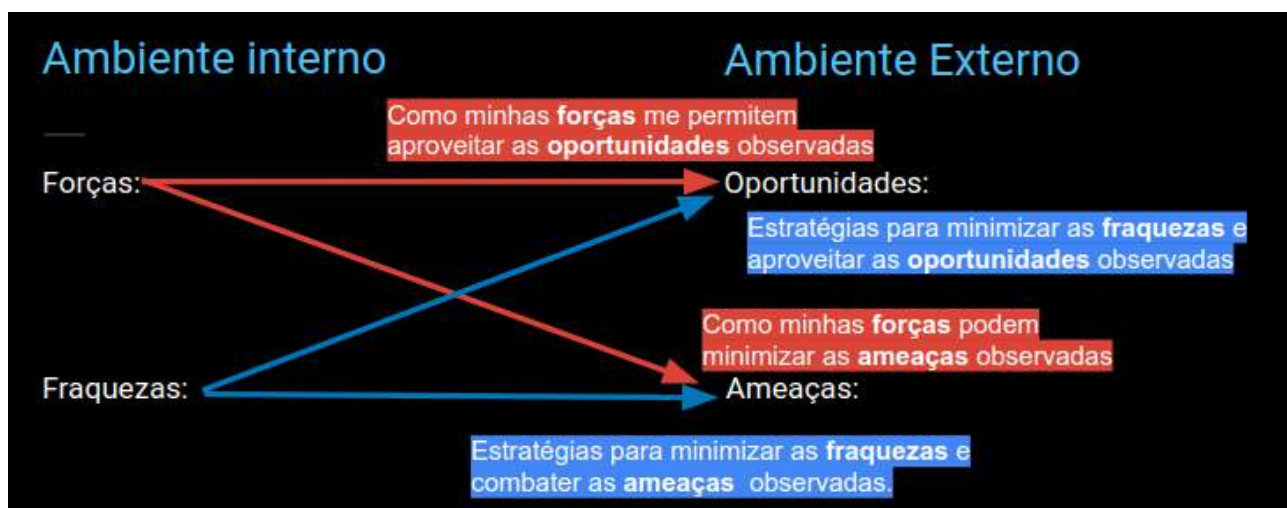 Ambiente interno
Ambiente Externo
Como minhas forças me permitem
aproveitar as oportunidades observadas
Forças:
Oportunidades:
Estratégias para minimizar as fraquezas e
aproveitar as oportunidades observadas
Como minhas forças podem
minimizar as ameaças observadas
Fraquezas:
Ameaças:
Estratégias para minimizar as fraquezas e
combater as ameaças  observadas.